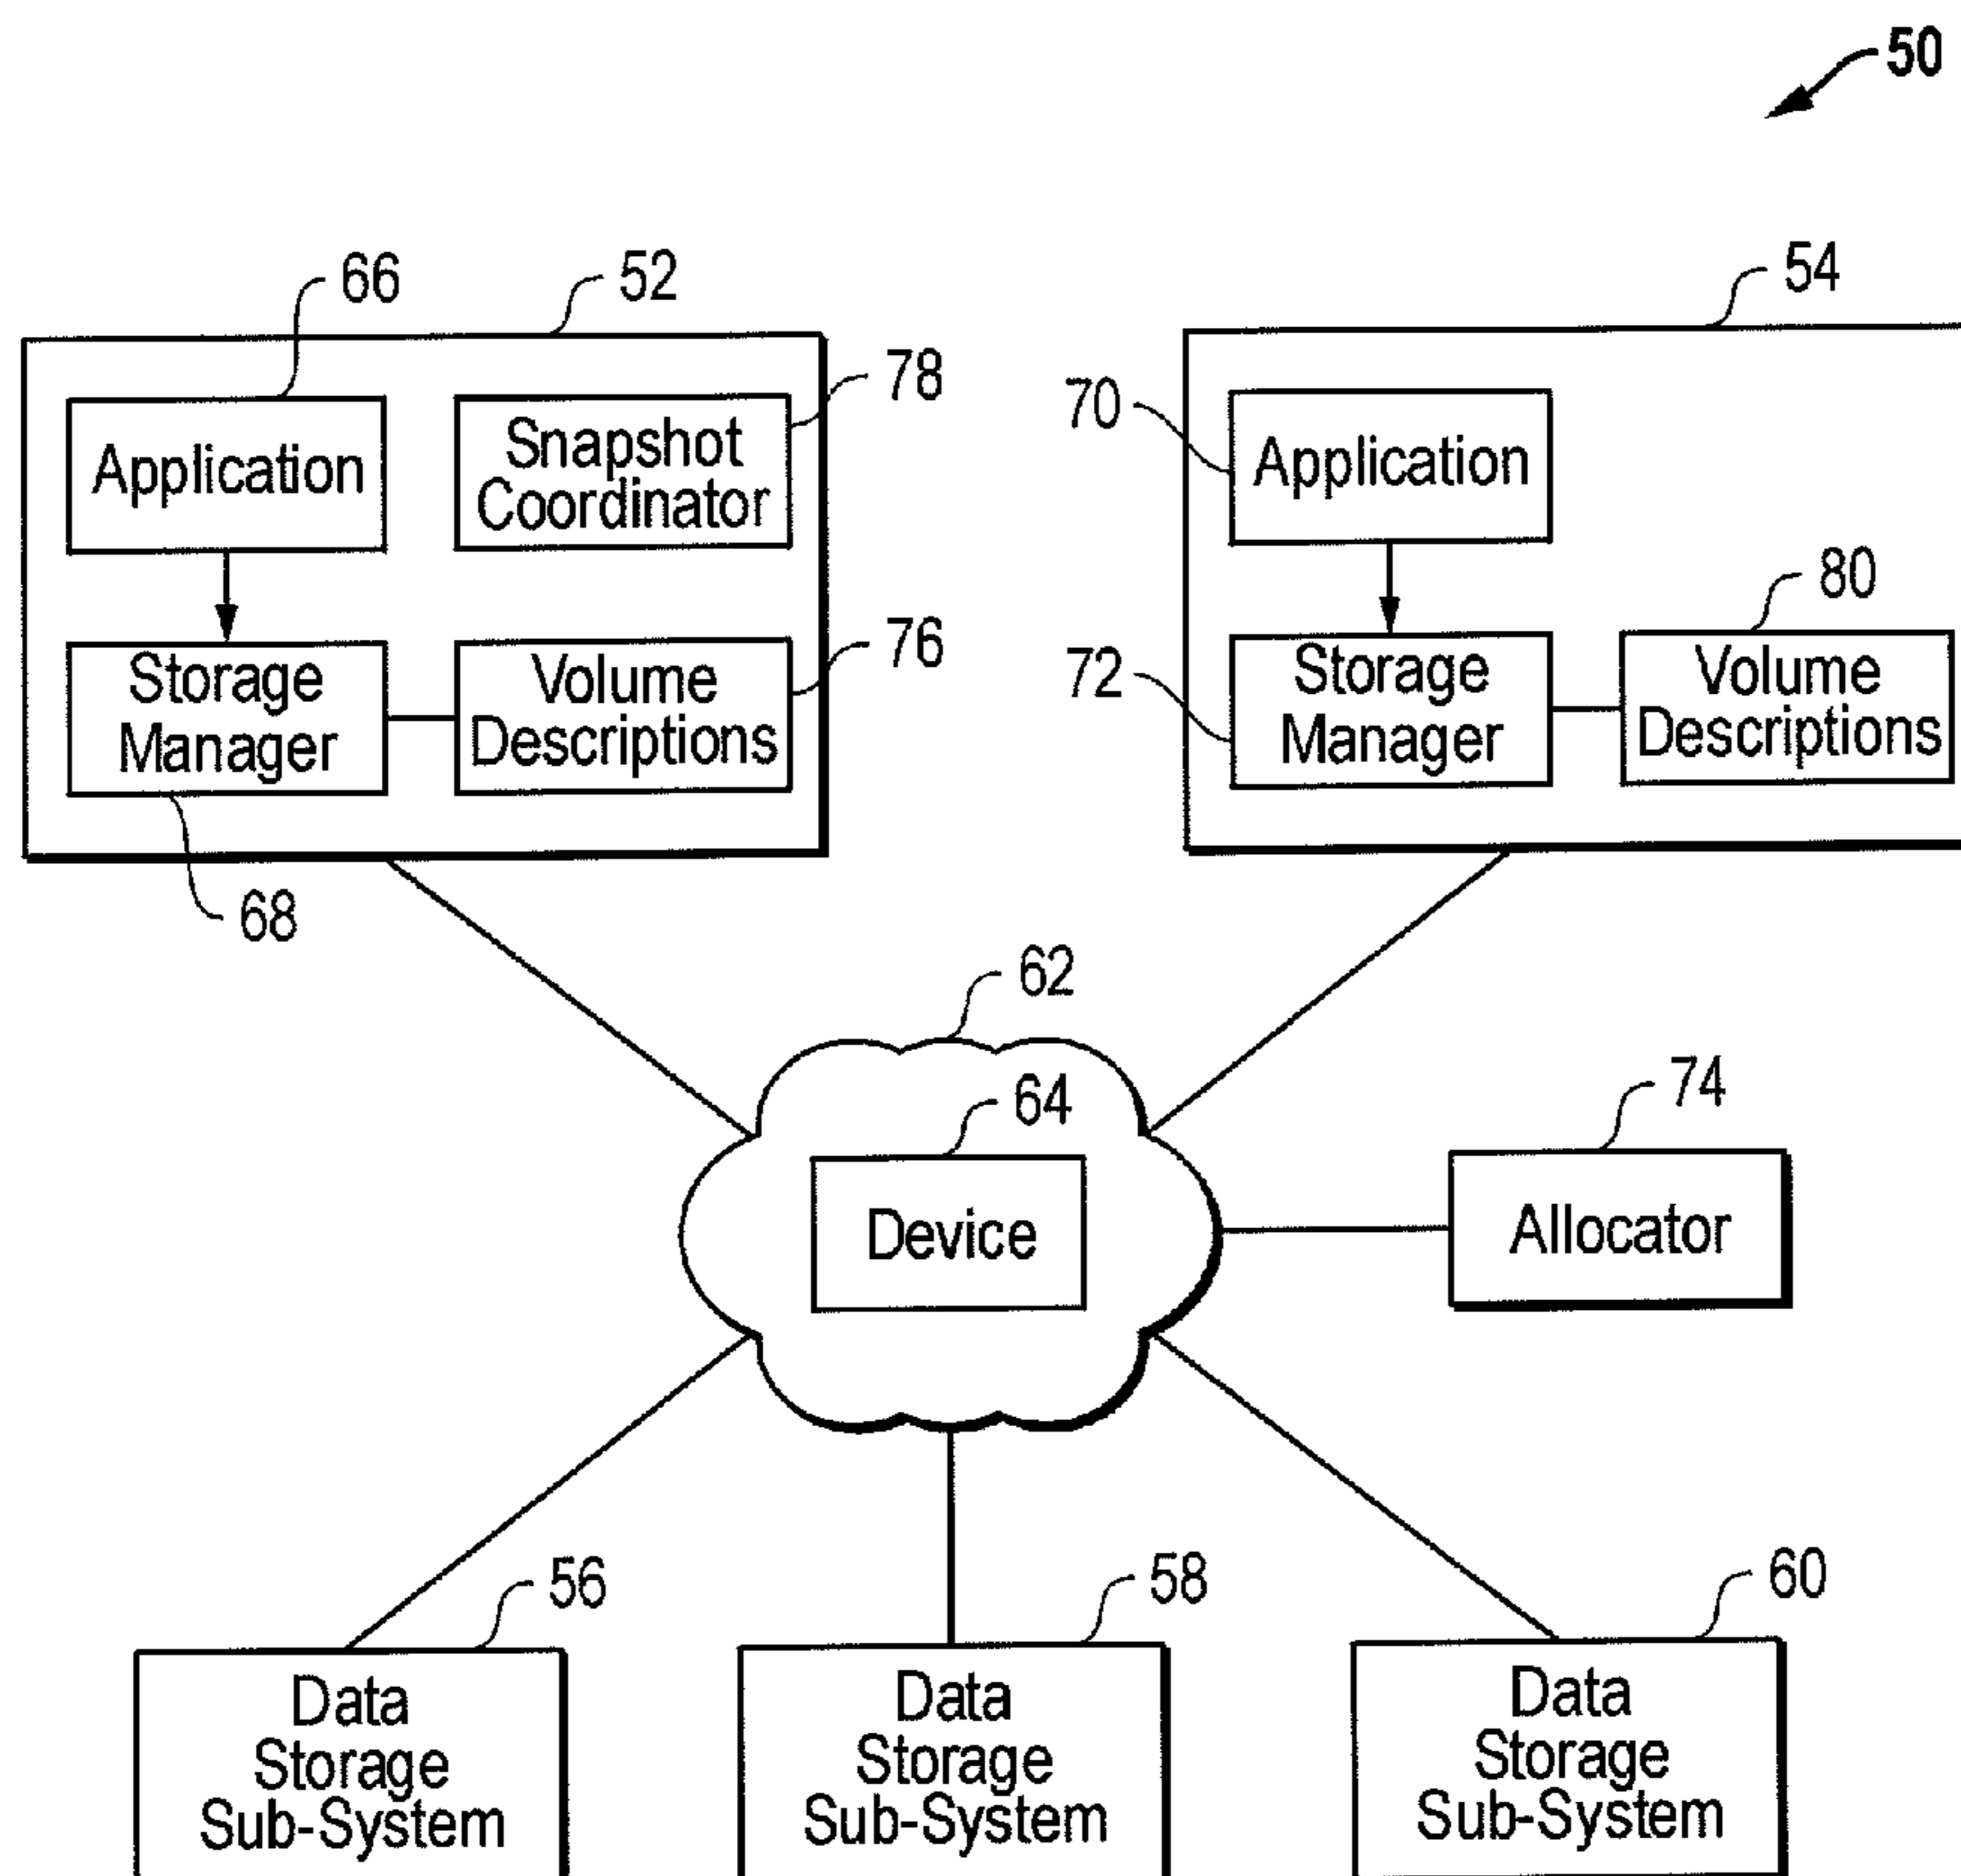 50
66
52
54
78
70
Application
Snapshot
Coordinator
Application
80
76
72
Storage
Manager
Volume
Descriptions
Storage
Manager
Volume
Descriptions
68
62
64
74
Device
Allocator
56
58
60
Data
Storage
Sub-System
Data
Storage
Sub-System
Data
Storage
Sub-System